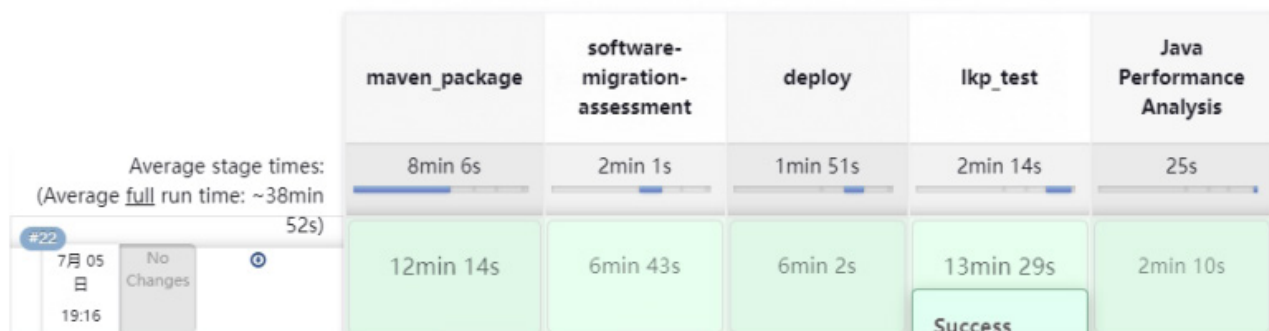 maven_package
software-
migration-
assessment
deploy
lkp_test
Java
Performance
Analysis
Average stage times:
(Average full run time: ~38min
52s)
8min 6s
2min 1s
1min 51s
2min 14s
25s
#22
7月 05
日
19:16
No
Changes
12min 14s
6min 43s
6min 2s
13min 29s
2min 10s
Success